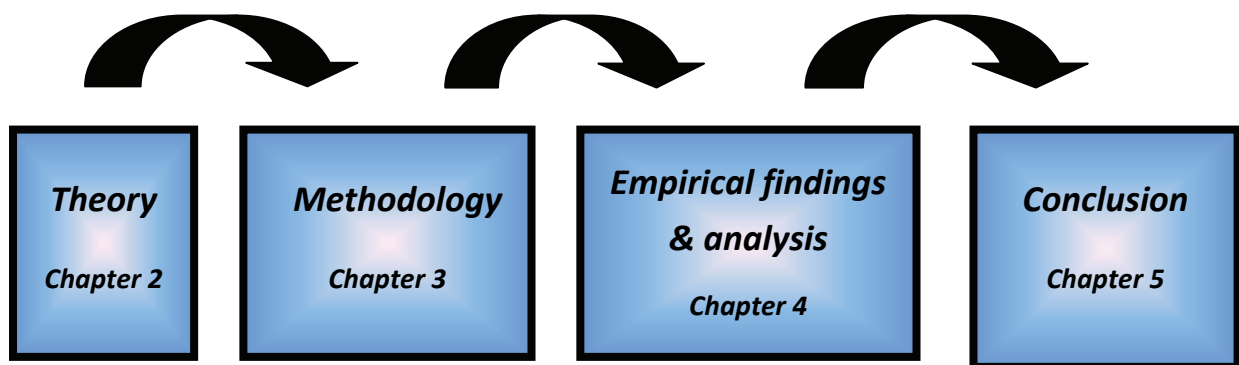 Theory
Chapter 2
Methodology
Chapter 3
Empirical findings
& analysis
Chapter 4
Conclusion
Chapter 5